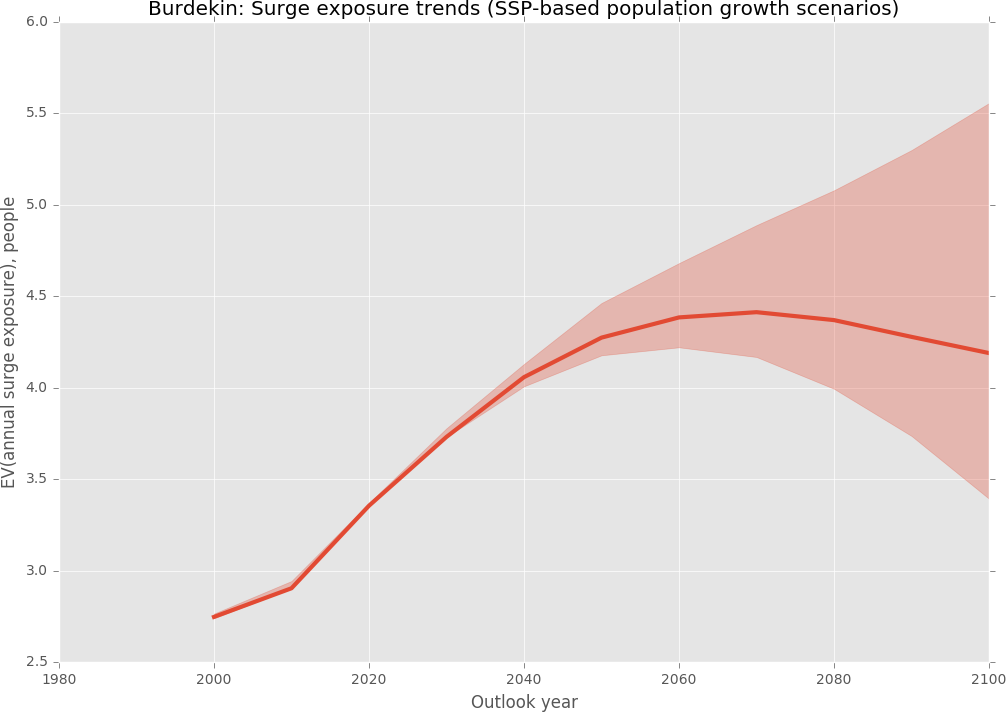 Burdekin: Surge exposure trends (SSP-based population growth scenarios)
6.0
5.5
5.0
4.5
4.0
3.5
3.0
2.5
EV(annual surge exposure), people
1980 2000 2020 2040 2060 2080 2100
Outlook year